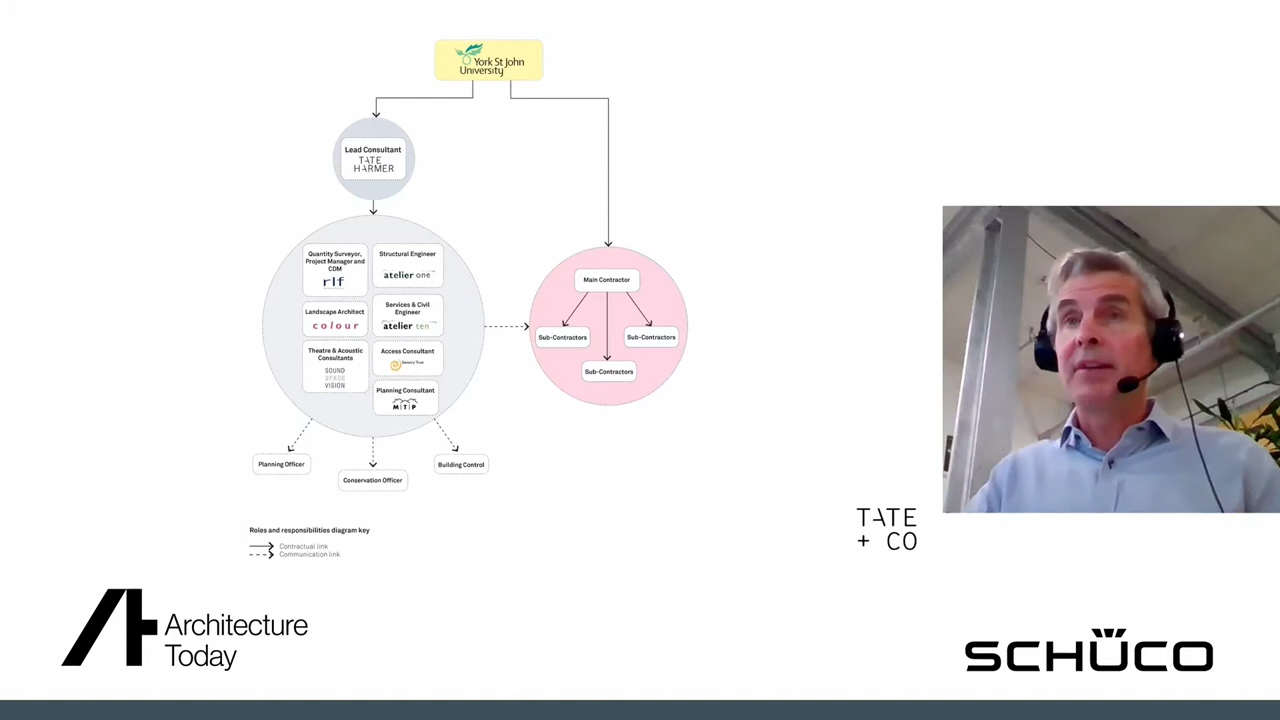 York St John
University
Lead Consultant
TATE
HARMER
Quantity Surveyor,
Project Manager and
CDM
rlf
Structural Engineer
atelier one
Landscape Architect
colour
Services & Civil
Engineer
atelier ten
Theatre & Acoustic
Consultants
SOUND
SPACE
VISION
Access Consultant
Sensory Trust
Planning Consultant
M T P
Main Contractor
Sub-Contractors
Sub-Contractors
Sub-Contractors
Planning Officer
Conservation Officer
Building Control
Roles and responsibilities diagram key
Contractual link
Communication link
TATE
+ CO
Architecture
Today
SCHÜCO